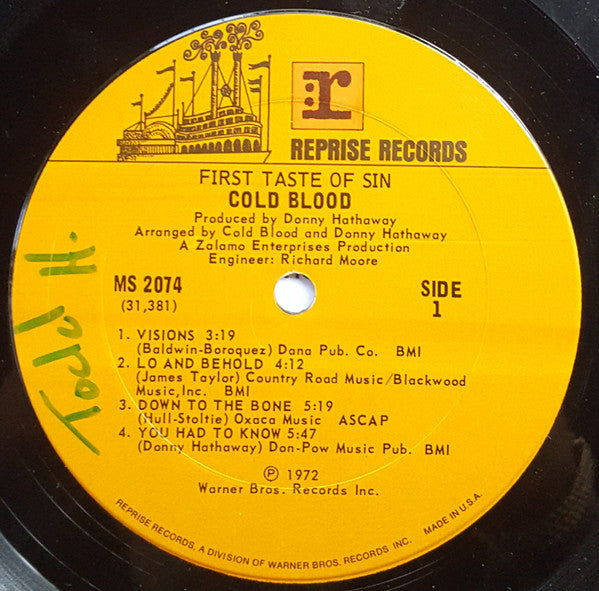 :r
REPRISE RECORDS
FIRST TASTE OF SIN
COLD BLOOD
Produced by Donny Hathaway
Arranged by Cold Blood and Donny Hathaway
A Zalamo Enterprises Production
Engineer: Richard Moore
MS 2074
(31,381)
SIDE
1
1. VISIONS 3:19
(Baldwin-Boroquez) Dana Pub. Co. BMI
2. LO AND BEHOLD 4:12
(James Taylor) Country Road Music/Blackwood
Music,Inc. BMI
3. DOWN TO THE BONE 5:19
(Hull-Stoltie) Oxaca Music ASCAP
4. YOU HAD TO KNOW 5:47
(Donny Hathaway) Don-Pow Music Pub. BMI
℗ 1972
Warner Bros. Records Inc.
REPRISE RECORDS, A DIVISION OF WARNER BROS. RECORDS INC. MADE IN U.S.A.
Todd H.